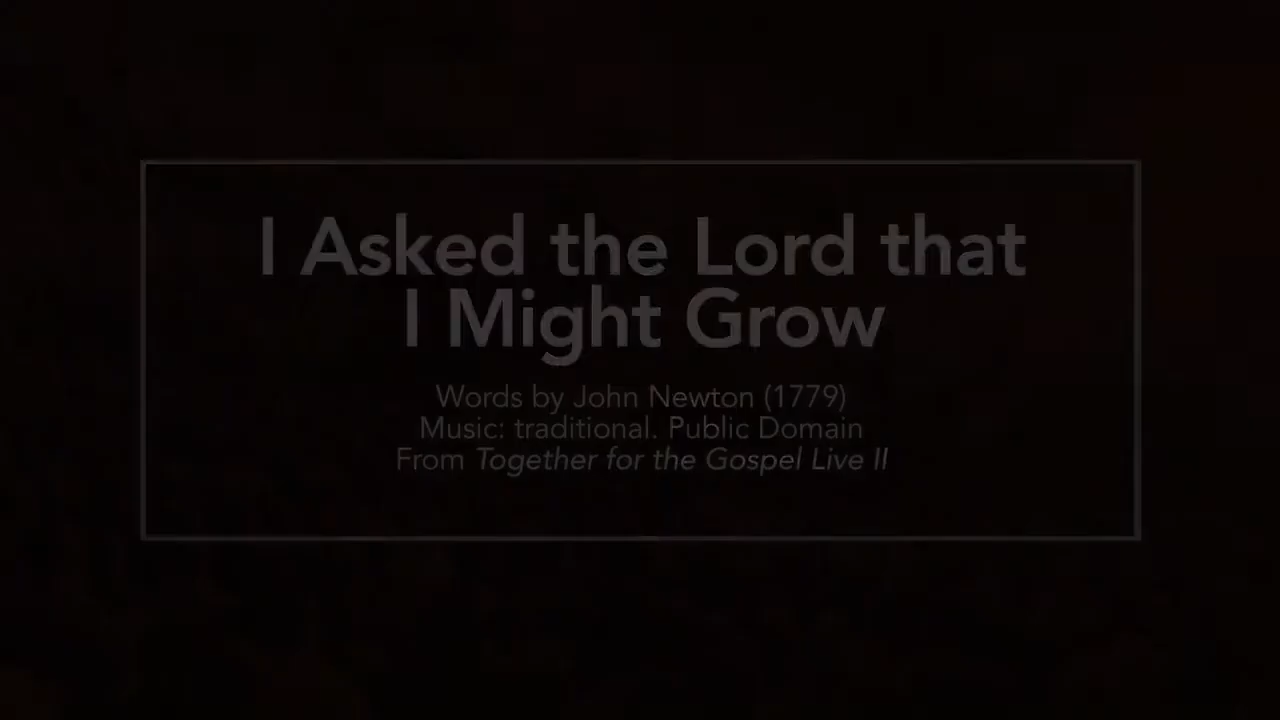 I Asked the Lord that
I Might Grow
Words by John Newton (1779)
Music: traditional. Public Domain
From Together for the Gospel Live II